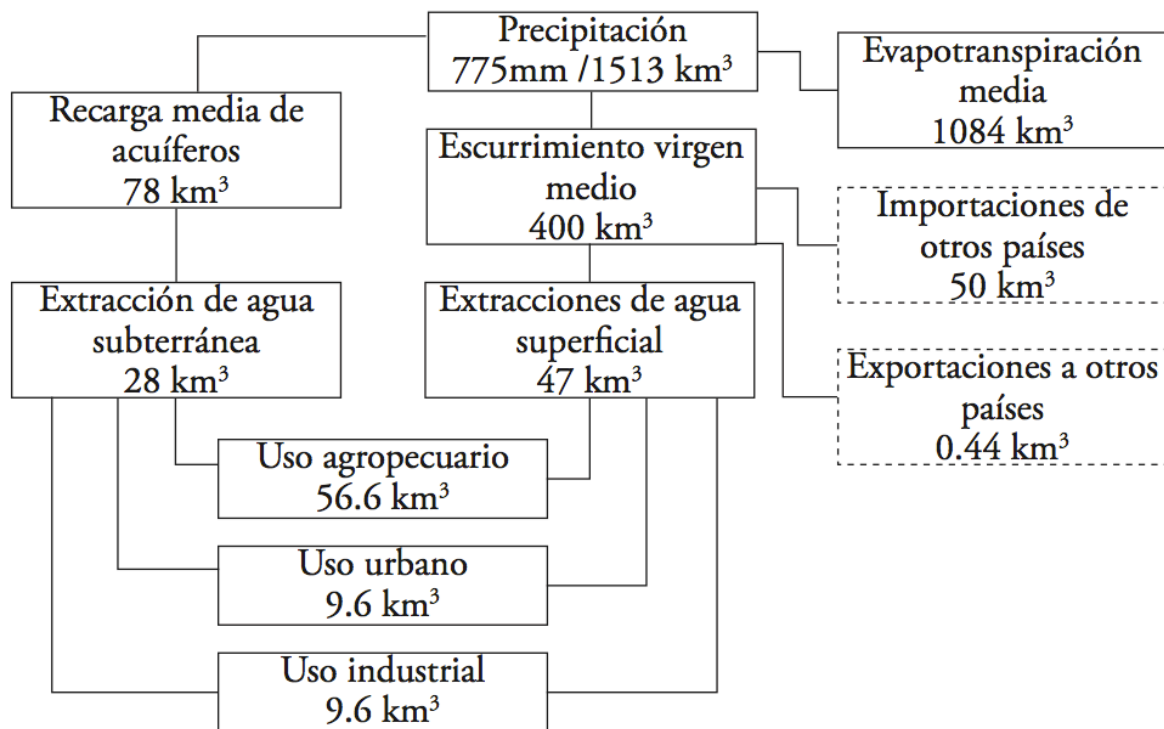 Precipitación
775mm /1513 km³
Evapotranspiración
media
1084 km³
Recarga media de
acuíferos
78 km³
Escurrimiento virgen
medio
400 km³
Importaciones de
otros países
50 km³
Extracción de agua
subterránea
28 km³
Extracciones de agua
superficial
47 km³
Exportaciones a otros
países
0.44 km³
Uso agropecuario
56.6 km³
Uso urbano
9.6 km³
Uso industrial
9.6 km³